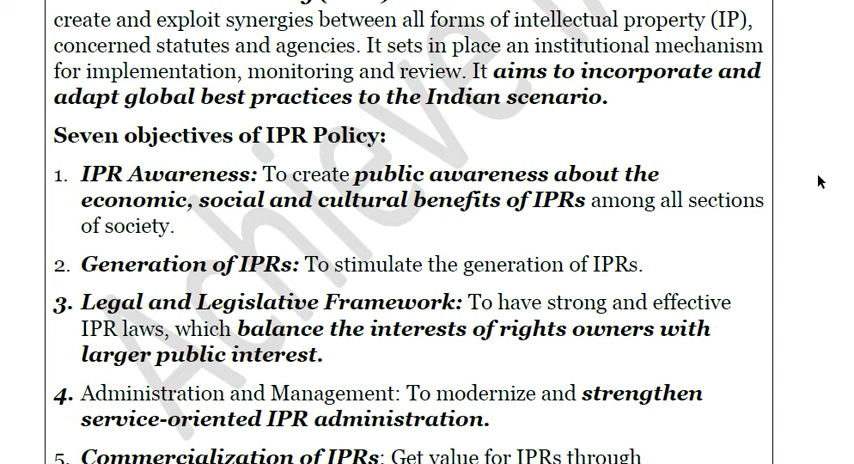 create and exploit synergies between all forms of intellectual property (IP),
concerned statutes and agencies. It sets in place an institutional mechanism
for implementation, monitoring and review. It aims to incorporate and
adapt global best practices to the Indian scenario.
Seven objectives of IPR Policy:
1. IPR Awareness: To create public awareness about the
economic, social and cultural benefits of IPRs among all sections
of society.
2. Generation of IPRs: To stimulate the generation of IPRs.
3. Legal and Legislative Framework: To have strong and effective
IPR laws, which balance the interests of rights owners with
larger public interest.
4. Administration and Management: To modernize and strengthen
service-oriented IPR administration.
5. Commercialization of IPRs: Get value for IPRs through
Achieve